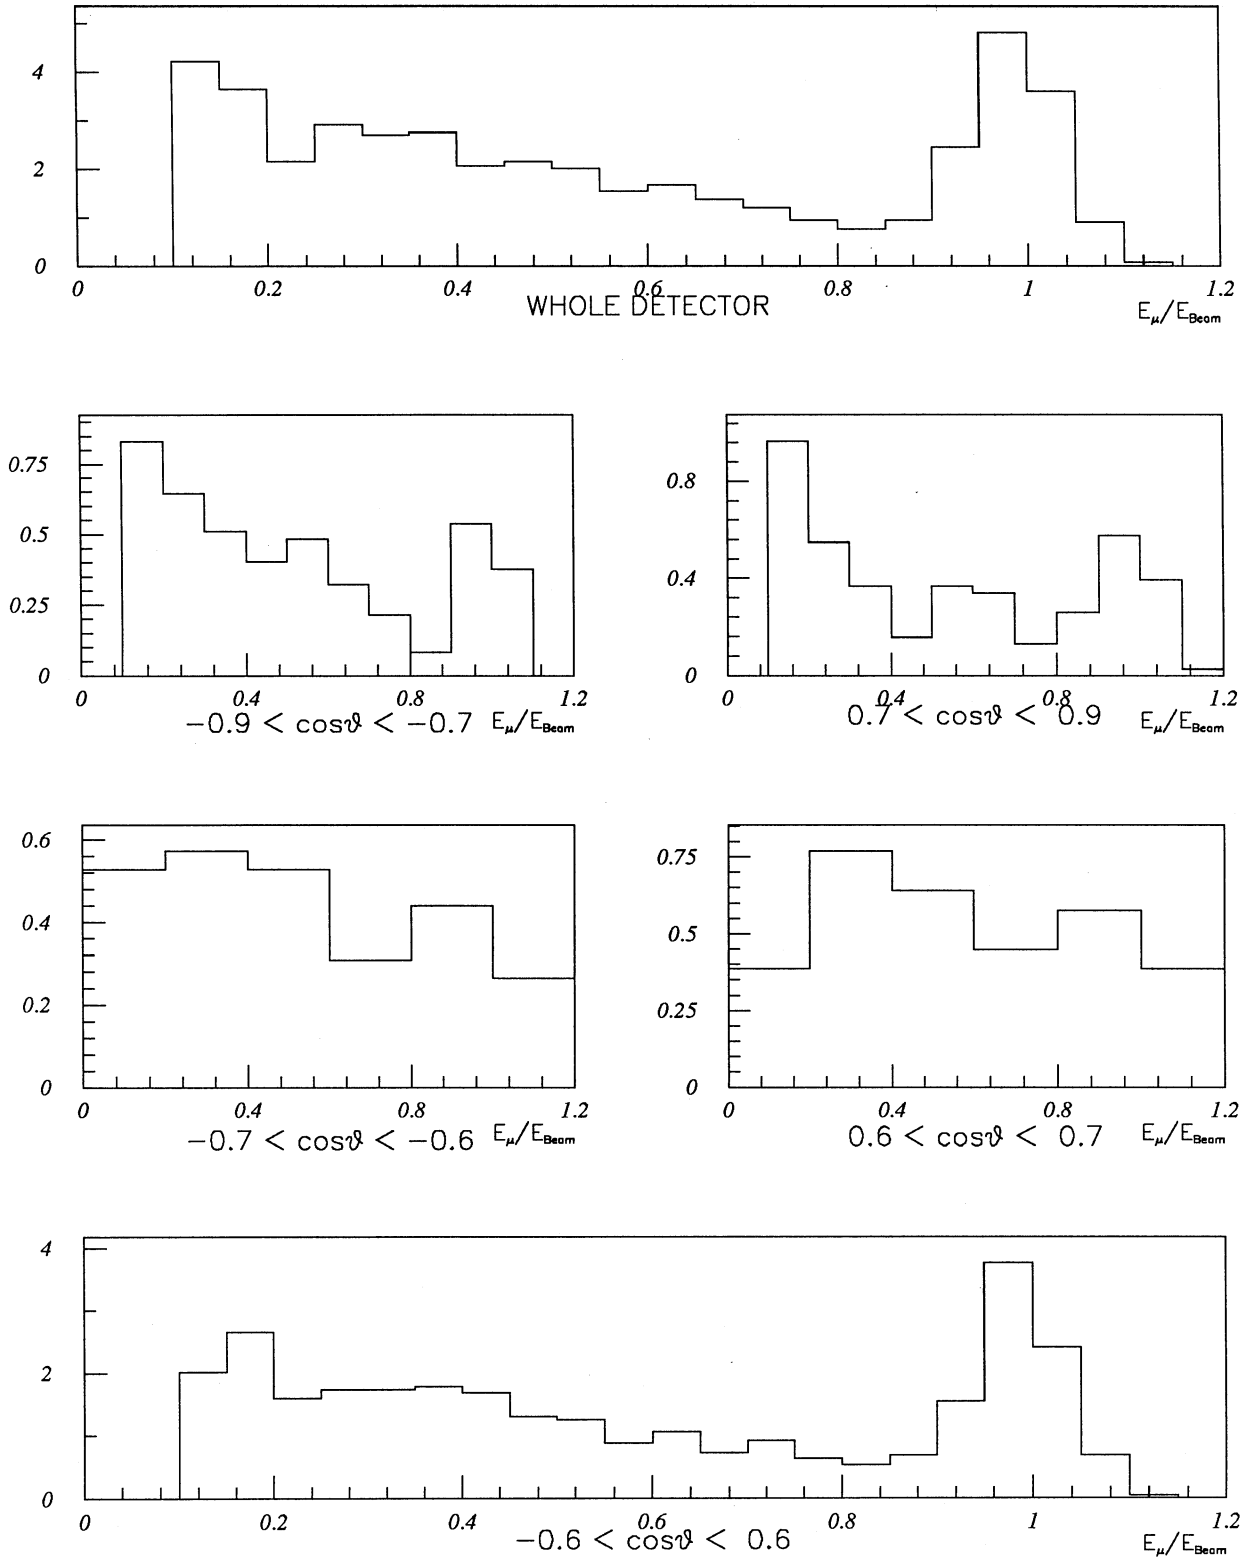 4
2
0
0 0.2 0.4 0.6 0.8 1 1.2
WHOLE DETECTOR E_μ/E_Beam
0.75
0.5
0.25
0
0 0.4 0.8 1.2
−0.9 < cosϑ < −0.7 E_μ/E_Beam
0.8
0.4
0
0 0.4 0.8 1.2
0.7 < cosϑ < 0.9 E_μ/E_Beam
0.6
0.4
0.2
0
0 0.4 0.8 1.2
−0.7 < cosϑ < −0.6 E_μ/E_Beam
0.75
0.5
0.25
0
0 0.4 0.8 1.2
0.6 < cosϑ < 0.7 E_μ/E_Beam
4
2
0
0 0.2 0.4 0.6 0.8 1 1.2
−0.6 < cosϑ < 0.6 E_μ/E_Beam